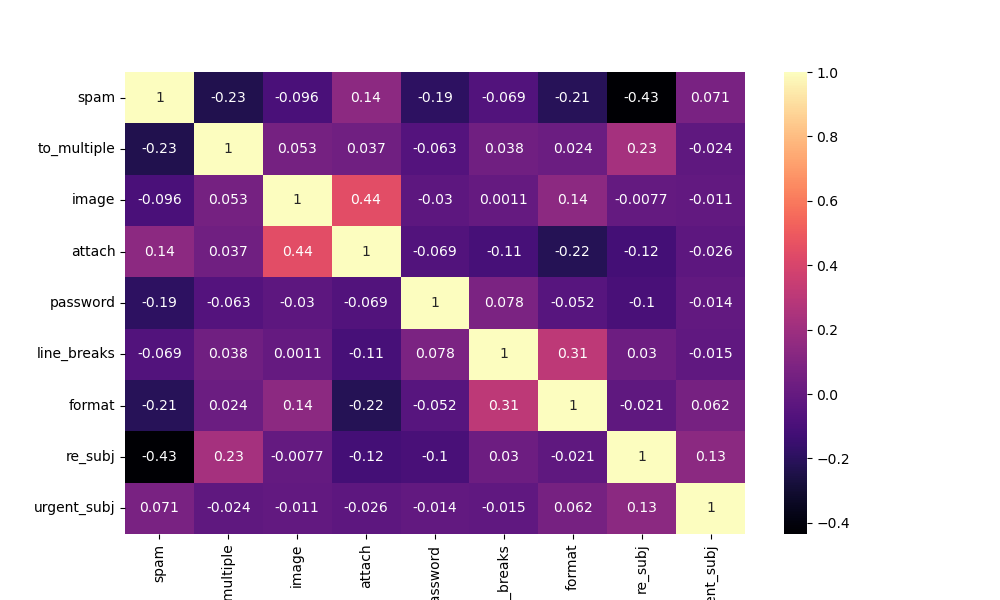 spam 1 -0.23 -0.096 0.14 -0.19 -0.069 -0.21 -0.43 0.071
to_multiple -0.23 1 0.053 0.037 -0.063 0.038 0.024 0.23 -0.024
image -0.096 0.053 1 0.44 -0.03 0.0011 0.14 -0.0077 -0.011
attach 0.14 0.037 0.44 1 -0.069 -0.11 -0.22 -0.12 -0.026
password -0.19 -0.063 -0.03 -0.069 1 0.078 -0.052 -0.1 -0.014
line_breaks -0.069 0.038 0.0011 -0.11 0.078 1 0.31 0.03 -0.015
format -0.21 0.024 0.14 -0.22 -0.052 0.31 1 -0.021 0.062
re_subj -0.43 0.23 -0.0077 -0.12 -0.1 0.03 -0.021 1 0.13
urgent_subj 0.071 -0.024 -0.011 -0.026 -0.014 -0.015 0.062 0.13 1
spam
multiple
image
attach
assword
_breaks
format
re_subj
ent_subj
1.0
0.8
0.6
0.4
0.2
0.0
−0.2
−0.4